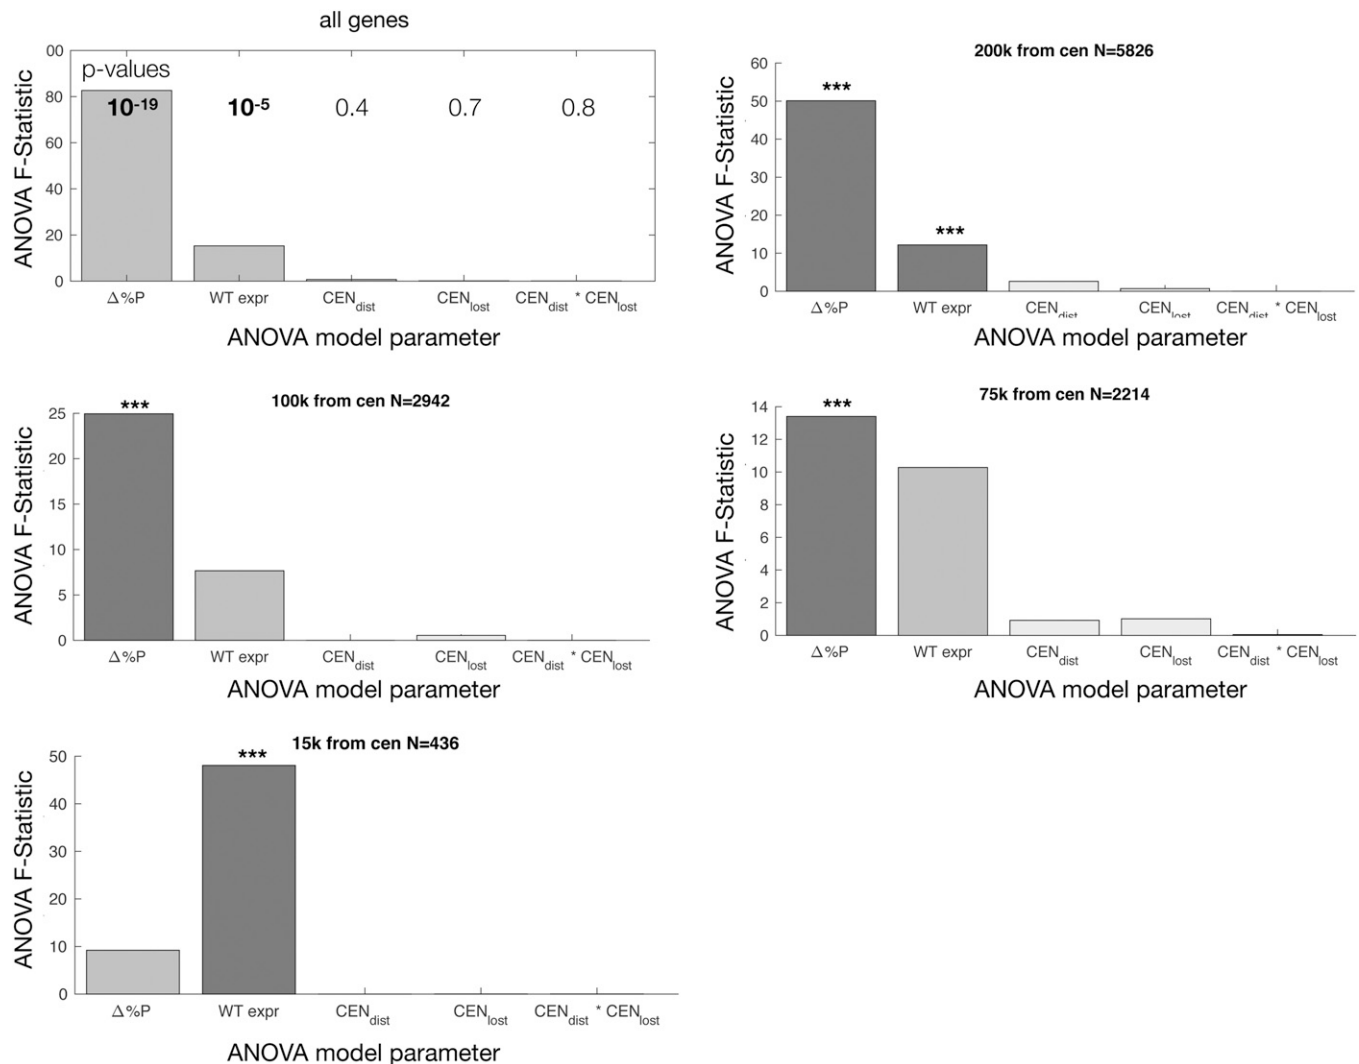 all genes
ANOVA F-Statistic
00
80
60
40
20
0
p-values
10-19
10-5
0.4
0.7
0.8
Δ%P
WT expr
CENdist
CENlost
CENdist * CENlost
ANOVA model parameter
200k from cen N=5826
ANOVA F-Statistic
60
50
40
30
20
10
0
***
***
Δ%P
WT expr
CENdist
CENlost
CENdist * CENlost
ANOVA model parameter
100k from cen N=2942
ANOVA F-Statistic
25
20
15
10
5
0
***
Δ%P
WT expr
CENdist
CENlost
CENdist * CENlost
ANOVA model parameter
75k from cen N=2214
ANOVA F-Statistic
14
12
10
8
6
4
2
0
***
Δ%P
WT expr
CENdist
CENlost
CENdist * CENlost
ANOVA model parameter
15k from cen N=436
ANOVA F-Statistic
50
40
30
20
10
0
***
Δ%P
WT expr
CENdist
CENlost
CENdist * CENlost
ANOVA model parameter